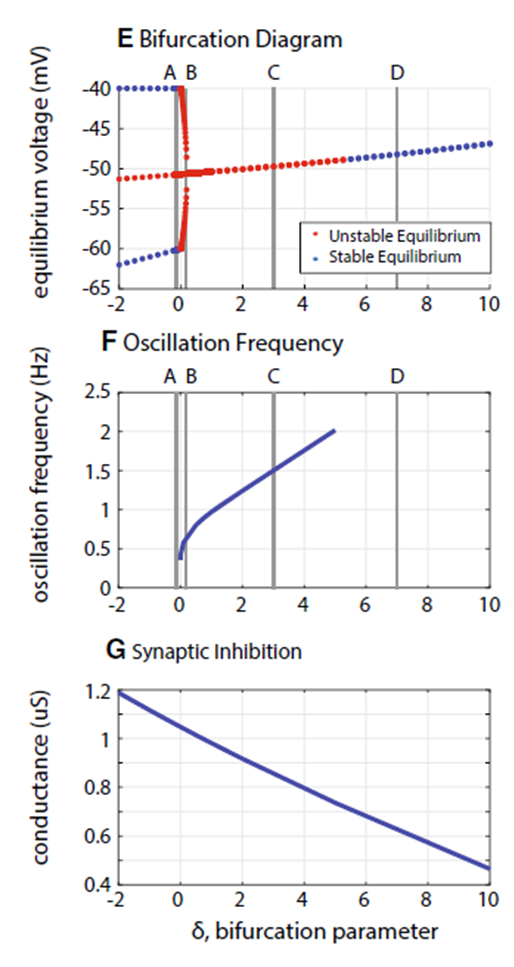 E Bifurcation Diagram
A B C D
equilibrium voltage (mV)
-40
-45
-50
-55
-60
-65
Unstable Equilibrium
Stable Equilibrium
-2 0 2 4 6 8 10
F Oscillation Frequency
A B C D
oscillation frequency (Hz)
2.5
2
1.5
1
0.5
0
-2 0 2 4 6 8 10
G Synaptic Inhibition
conductance (uS)
1.2
1
0.8
0.6
0.4
-2 0 2 4 6 8 10
δ, bifurcation parameter